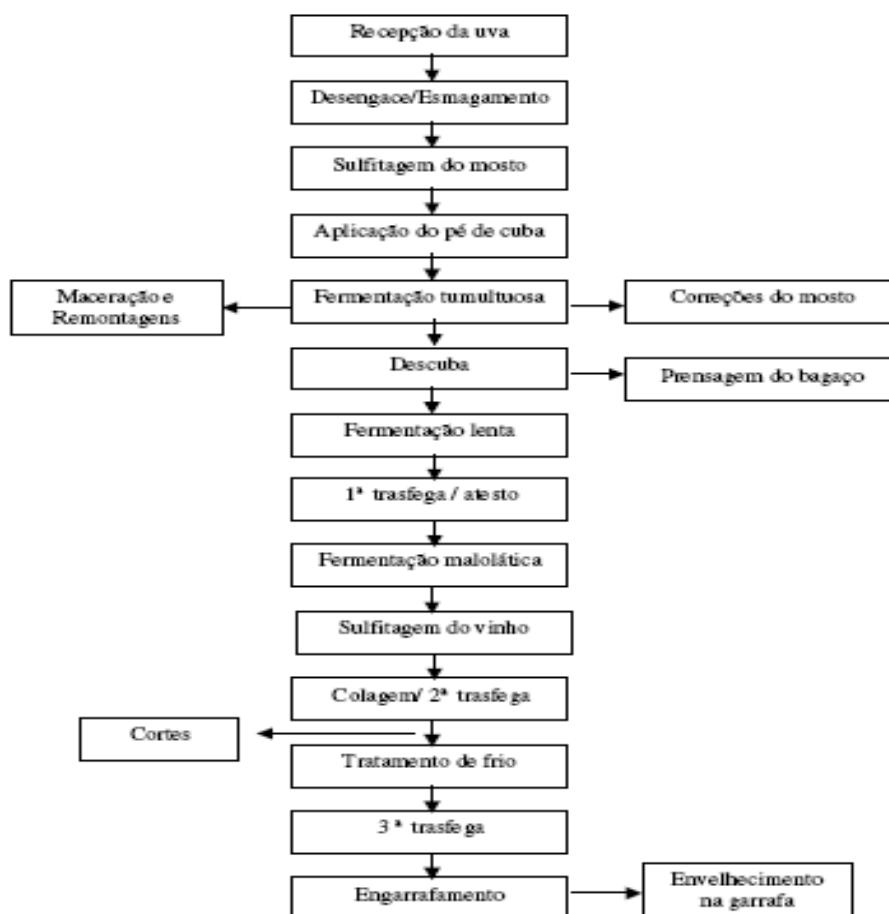 Recepção da uva
Desengace/Esmagamento
Sulfitagem do mosto
Aplicação do pé de cuba
Maceração e
Remontagens
Fermentação tumultuosa
Correções do mosto
Descuba
Prensagem do bagaço
Fermentação lenta
1ª trasfega / atesto
Fermentação malolática
Sulfitagem do vinho
Colagem/ 2ª trasfega
Cortes
Tratamento de frio
3ª trasfega
Engarrafamento
Envelhecimento
na garrafa